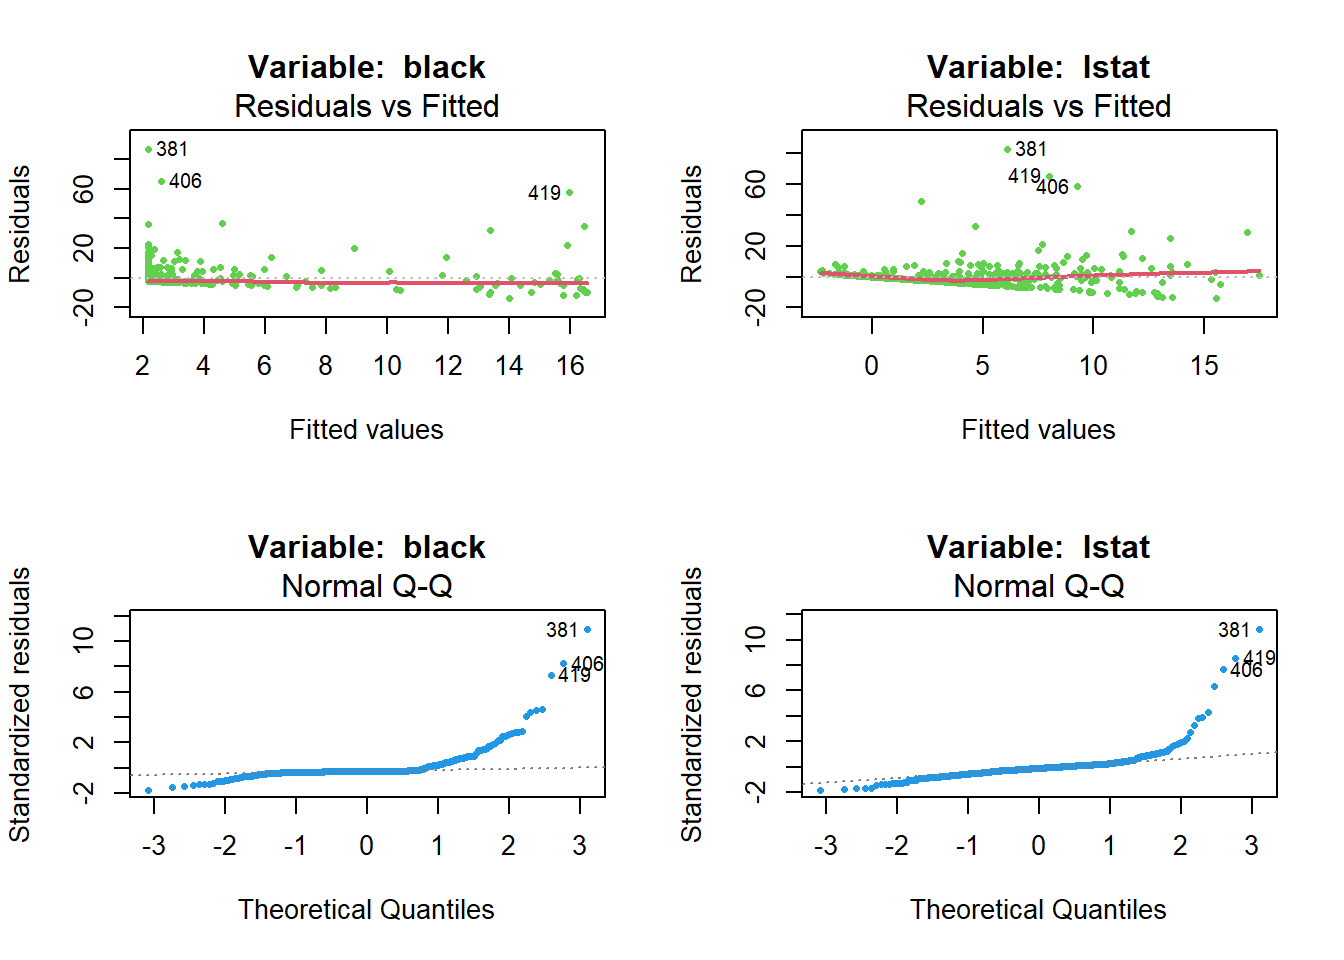 Variable:  black
Residuals vs Fitted
Residuals
60
20
-20
381
406
419
2 4 6 8 10 12 14 16
Fitted values
Variable:  lstat
Residuals vs Fitted
Residuals
60
20
-20
381
419
406
0 5 10 15
Fitted values
Variable:  black
Normal Q-Q
Standardized residuals
10
6
2
-2
381
406
419
-3 -2 -1 0 1 2 3
Theoretical Quantiles
Variable:  lstat
Normal Q-Q
Standardized residuals
10
6
2
-2
381
419
406
-3 -2 -1 0 1 2 3
Theoretical Quantiles